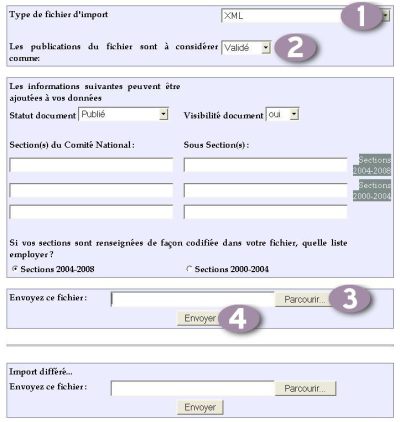 Type de fichier d'import XML 1
Les publications du fichier sont à considérer Validé 2
comme:
Les informations suivantes peuvent être
ajoutées à vos données
Statut document Publié Visibilité document oui
Section(s) du Comité National : Sous Section(s) :
Sections
2004-2008
Sections
2000-2004
Si vos sections sont renseignées de façon codifiée dans votre fichier, quelle liste
employer ?
Sections 2004-2008 Sections 2000-2004
Envoyez ce fichier : Parcourir... 3
Envoyer 4
Import différé...
Envoyez ce fichier : Parcourir...
Envoyer